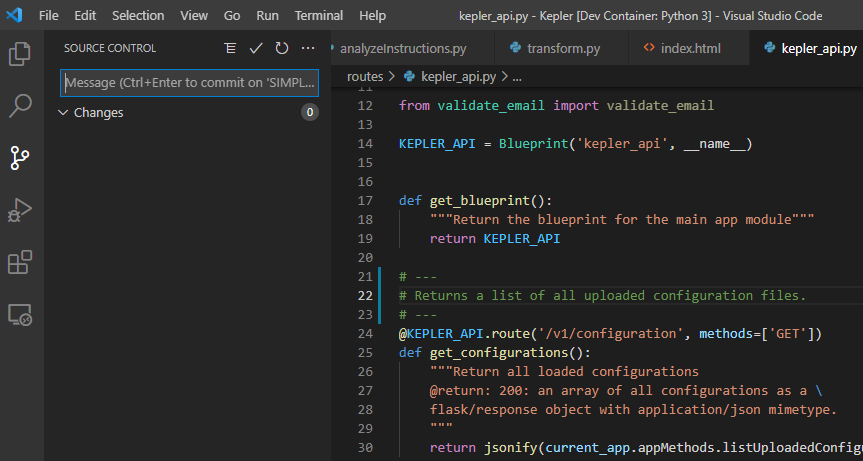 File Edit Selection View Go Run Terminal Help kepler_api.py - Kepler [Dev Container: Python 3] - Visual Studio Code
SOURCE CONTROL
Message (Ctrl+Enter to commit on 'SIMPL...
Changes 0
analyzeInstructions.py transform.py index.html kepler_api.py
routes > kepler_api.py > ...
11
12 from validate_email import validate_email
13
14 KEPLER_API = Blueprint('kepler_api', __name__)
15
16
17 def get_blueprint():
18 """Return the blueprint for the main app module"""
19 return KEPLER_API
20
21 # ---
22 # Returns a list of all uploaded configuration files.
23 # ---
24 @KEPLER_API.route('/v1/configuration', methods=['GET'])
25 def get_configurations():
26 """Return all loaded configurations
27 @return: 200: an array of all configurations as a \
28 flask/response object with application/json mimetype.
29 """
30 return jsonify(current_app.appMethods.listUploadedConfig